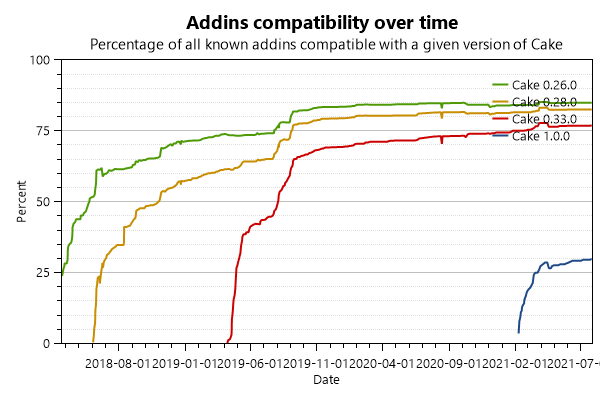 Addins compatibility over time
Percentage of all known addins compatible with a given version of Cake
100
75
50
25
0
Percent
Cake 0.26.0
Cake 0.28.0
Cake 0.33.0
Cake 1.0.0
2018-08-01
2019-01-01
2019-06-01
2019-11-01
2020-04-01
2020-09-01
2021-02-01
2021-07-0
Date